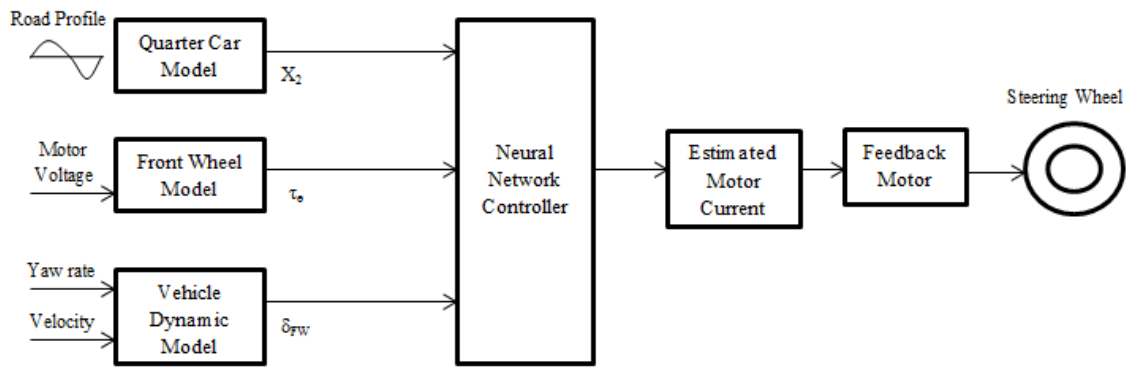 Road Profile
Quarter Car
Model
X₂
Motor
Voltage
Front Wheel
Model
τₑ
Yaw rate
Velocity
Vehicle
Dynamic
Model
δFW
Neural
Network
Controller
Estimated
Motor
Current
Feedback
Motor
Steering Wheel